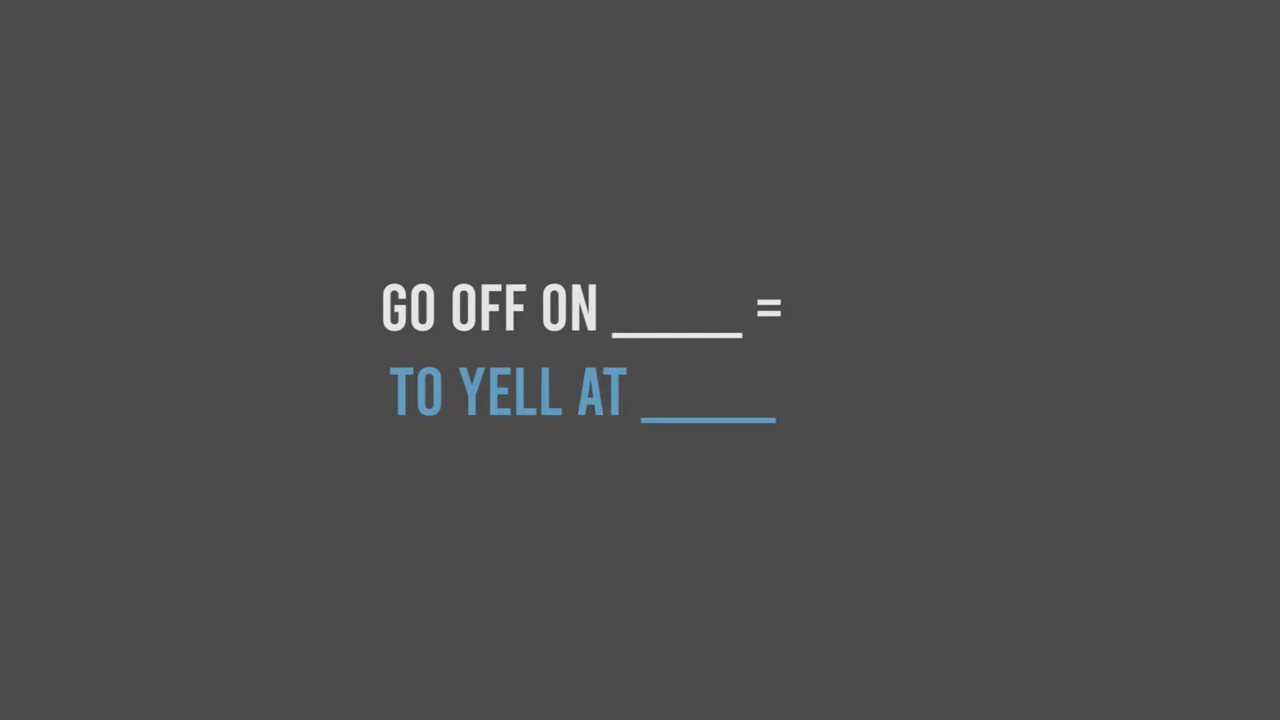 GO OFF ON _____ =
TO YELL AT _____